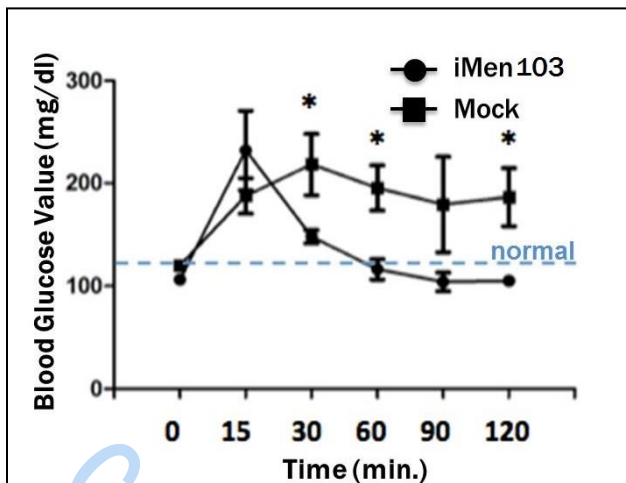 Blood Glucose Value (mg/dl)
300
200
100
0
iMen103
Mock
*
*
*
normal
0 15 30 60 90 120
Time (min.)